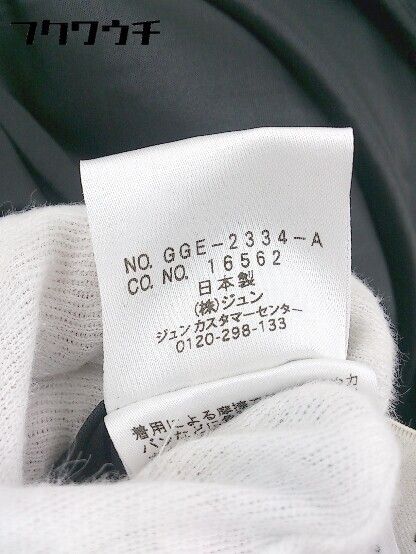 フクワウチ
NO. GGE-2334-A
CO. NO. 16562
日本製
(株)ジュン
ジュン カスタマーセンター
0120-298-133
着用による摩